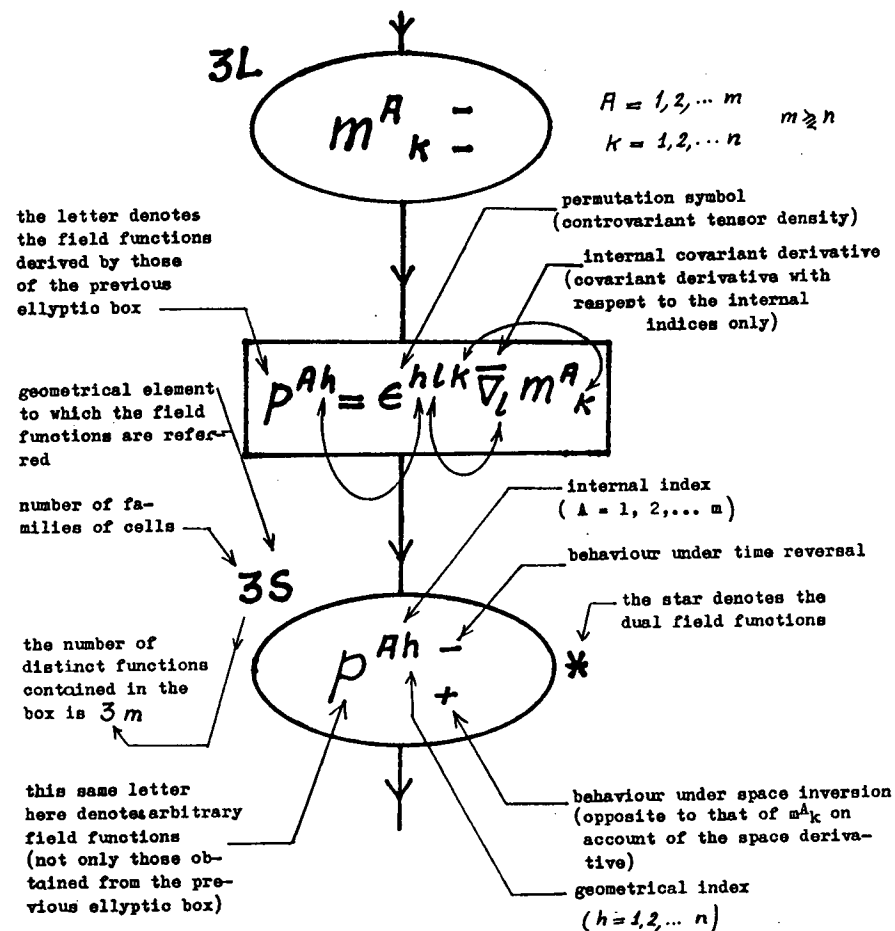 3L
m^A_k - -
A = 1,2,... m
k = 1,2,... n
m ≥ n
the letter denotes
the field functions
derived by those
of the previous
ellyptic box
permutation symbol
(controvariant tensor density)
internal covariant derivative
(covariant derivative with
respect to the internal
indices only)
p^{Ah} = ϵ^{hlk} ∇̄_l m^A_k
geometrical element
to which the field
functions are refer-
red
number of fa-
milies of cells
3S
internal index
( A = 1, 2,... m)
behaviour under time reversal
the star denotes the
dual field functions
p^{Ah} - +
*
the number of
distinct functions
contained in the
box is 3 m
this same letter
here denotes arbitrary
field functions
(not only those ob-
tained from the pre-
vious ellyptic box)
behaviour under space inversion
(opposite to that of m^A_k on
account of the space deriva-
tive)
geometrical index
(h = 1,2,... n)